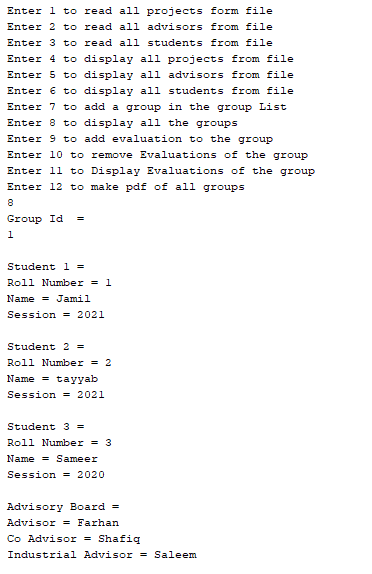 Enter 1 to read all projects form file
Enter 2 to read all advisors from file
Enter 3 to read all students from file
Enter 4 to display all projects from file
Enter 5 to display all advisors from file
Enter 6 to display all students from file
Enter 7 to add a group in the group List
Enter 8 to display all the groups
Enter 9 to add evaluation to the group
Enter 10 to remove Evaluations of the group
Enter 11 to Display Evaluations of the group
Enter 12 to make pdf of all groups
8
Group Id  =
1

Student 1 =
Roll Number = 1
Name = Jamil
Session = 2021

Student 2 =
Roll Number = 2
Name = tayyab
Session = 2021

Student 3 =
Roll Number = 3
Name = Sameer
Session = 2020

Advisory Board =
Advisor = Farhan
Co Advisor = Shafiq
Industrial Advisor = Saleem